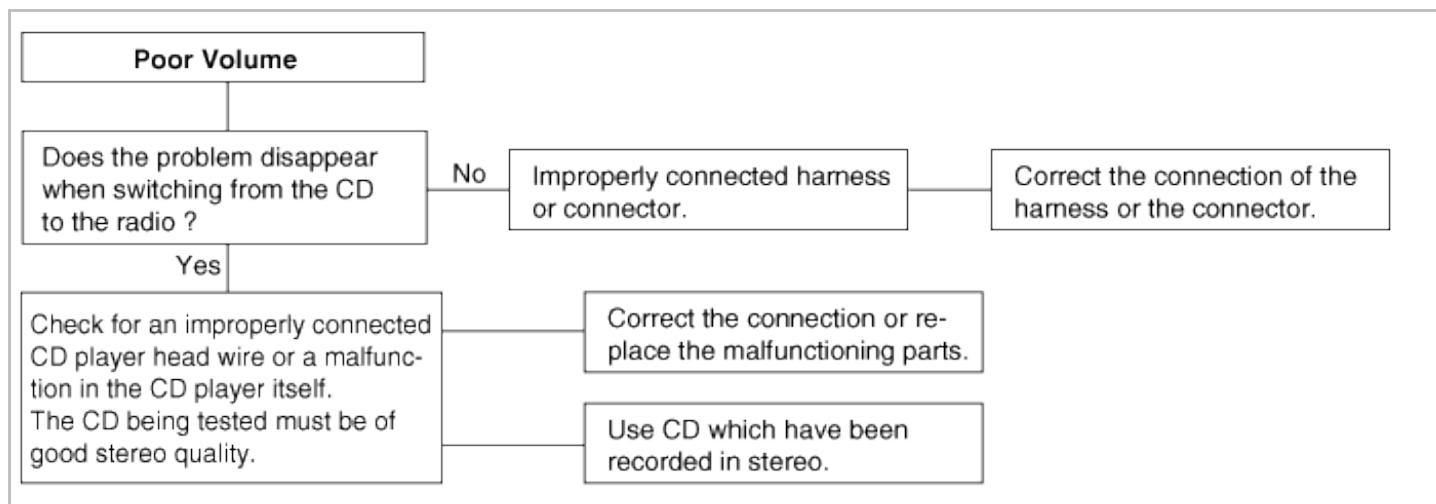 Poor Volume
Does the problem disappear
when switching from the CD
to the radio ?
No
Improperly connected harness
or connector.
Correct the connection of the
harness or the connector.
Yes
Check for an improperly connected
CD player head wire or a malfunc-
tion in the CD player itself.
The CD being tested must be of
good stereo quality.
Correct the connection or re-
place the malfunctioning parts.
Use CD which have been
recorded in stereo.